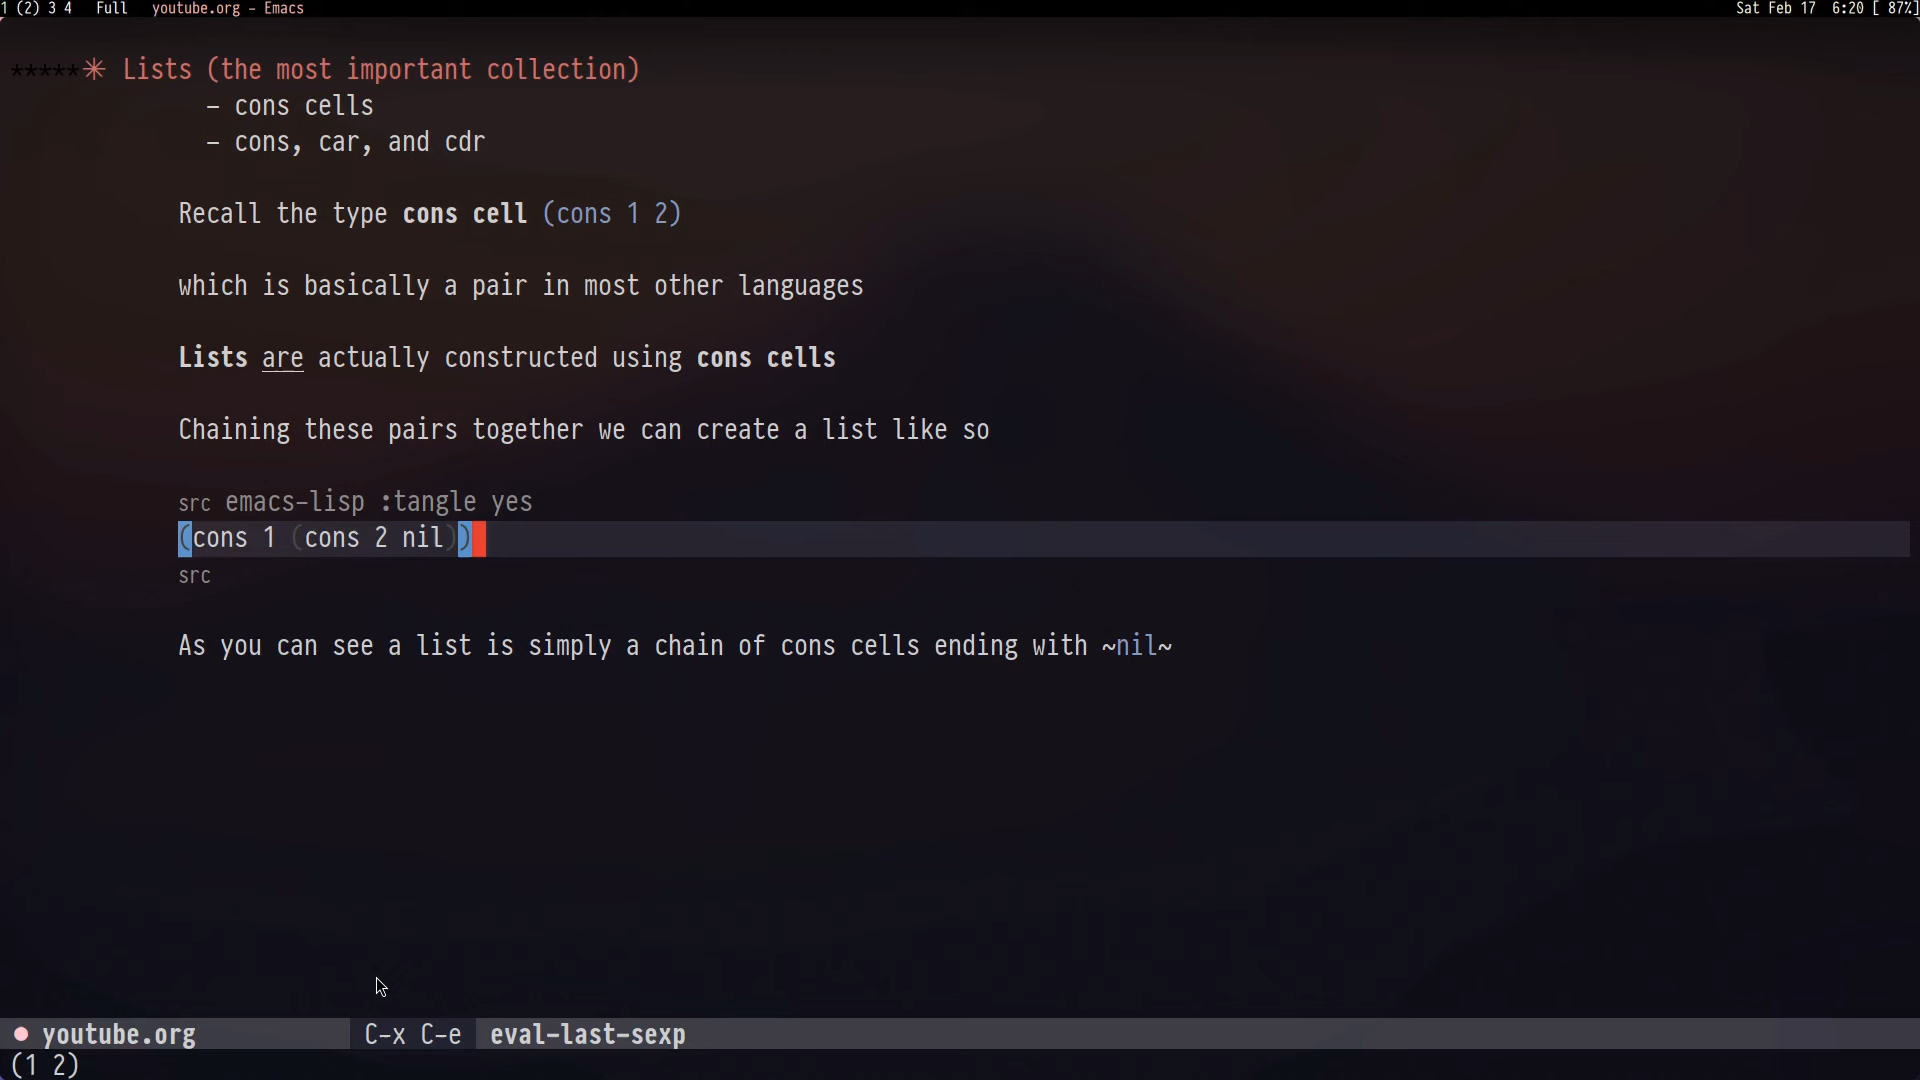 1 (2) 3 4 Full youtube.org – Emacs Sat Feb 17 6:20 [ 87%]
*****✳ Lists (the most important collection)
– cons cells
– cons, car, and cdr
Recall the type cons cell (cons 1 2)
which is basically a pair in most other languages
Lists are actually constructed using cons cells
Chaining these pairs together we can create a list like so
src emacs-lisp :tangle yes
(cons 1 (cons 2 nil))
src
As you can see a list is simply a chain of cons cells ending with ~nil~
youtube.org C-x C-e eval-last-sexp
(1 2)